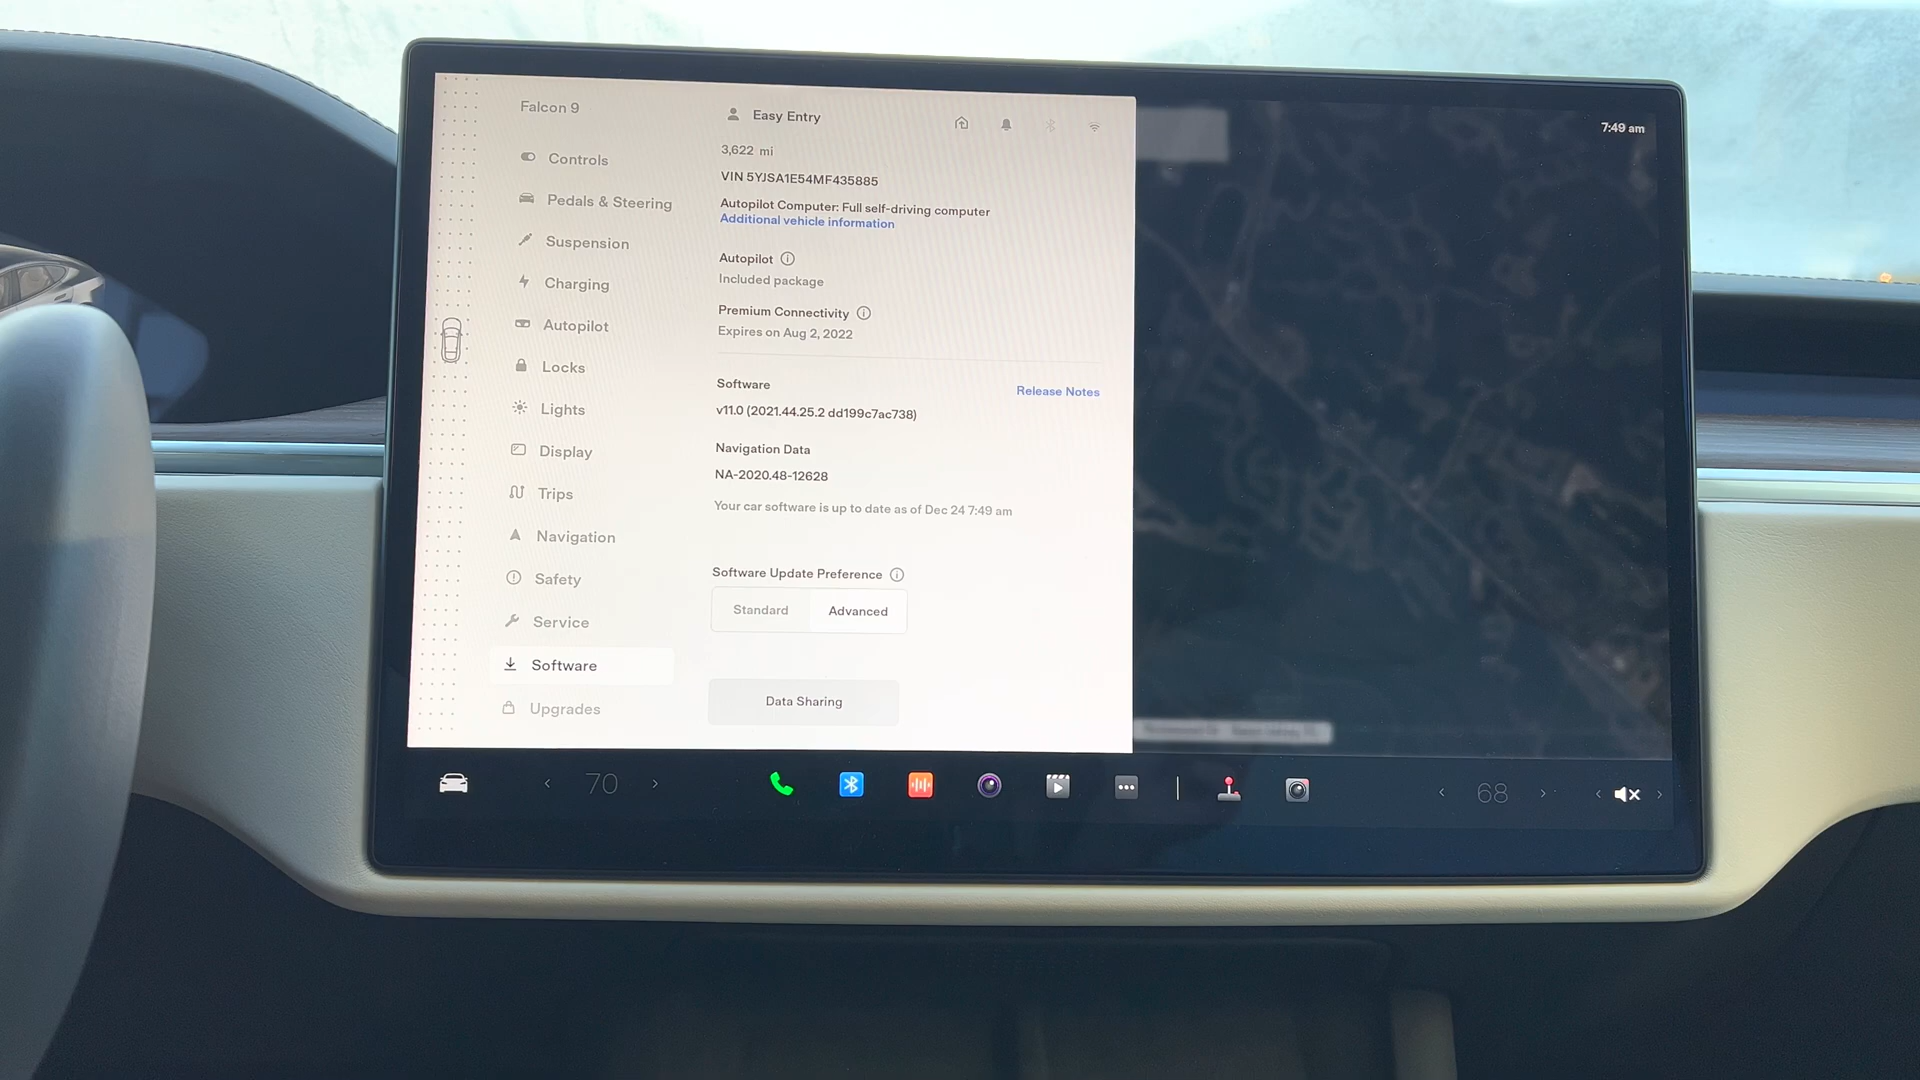 Falcon 9
Easy Entry
7:49 am
Controls
Pedals & Steering
Suspension
Charging
Autopilot
Locks
Lights
Display
Trips
Navigation
Safety
Service
Software
Upgrades
3,622 mi
VIN 5YJSA1E54MF435885
Autopilot Computer: Full self-driving computer
Additional vehicle information
Autopilot
Included package
Premium Connectivity
Expires on Aug 2, 2022
Software
Release Notes
v11.0 (2021.44.25.2 dd199c7ac738)
Navigation Data
NA-2020.48-12628
Your car software is up to date as of Dec 24 7:49 am
Software Update Preference
Standard
Advanced
Data Sharing
70
68